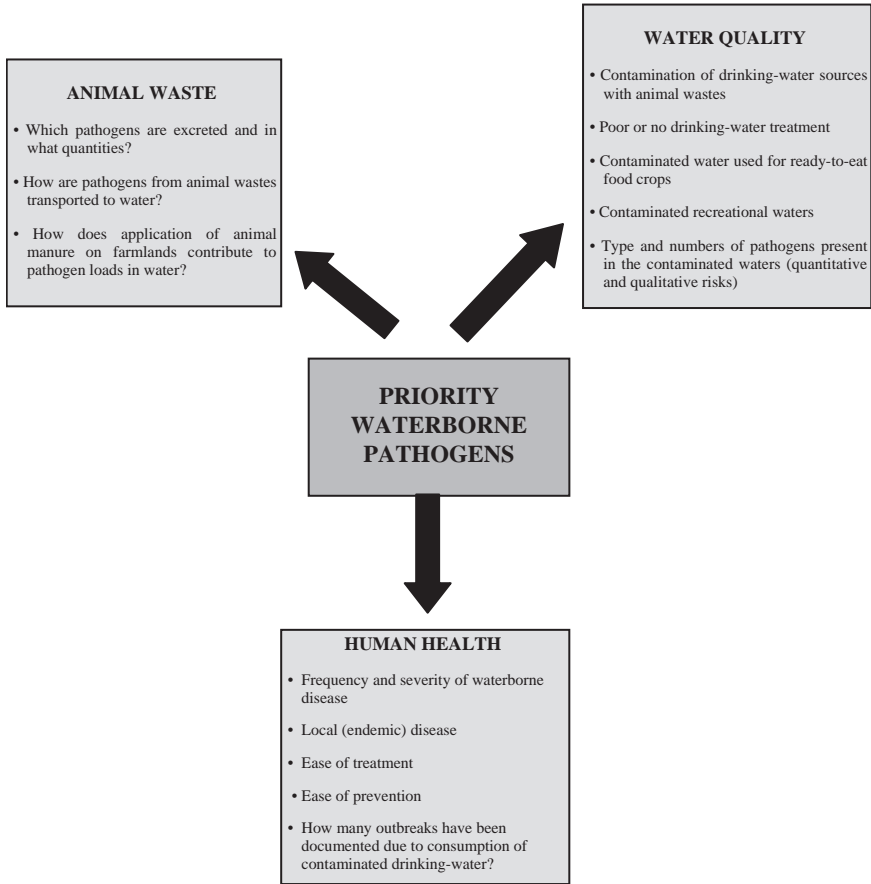 ANIMAL WASTE
• Which pathogens are excreted and in
what quantities?
• How are pathogens from animal wastes
transported to water?
• How does application of animal
manure on farmlands contribute to
pathogen loads in water?
WATER QUALITY
• Contamination of drinking-water sources
with animal wastes
• Poor or no drinking-water treatment
• Contaminated water used for ready-to-eat
food crops
• Contaminated recreational waters
• Type and numbers of pathogens present
in the contaminated waters (quantitative
and qualitative risks)
PRIORITY
WATERBORNE
PATHOGENS
HUMAN HEALTH
• Frequency and severity of waterborne
disease
• Local (endemic) disease
• Ease of treatment
• Ease of prevention
• How many outbreaks have been
documented due to consumption of
contaminated drinking-water?